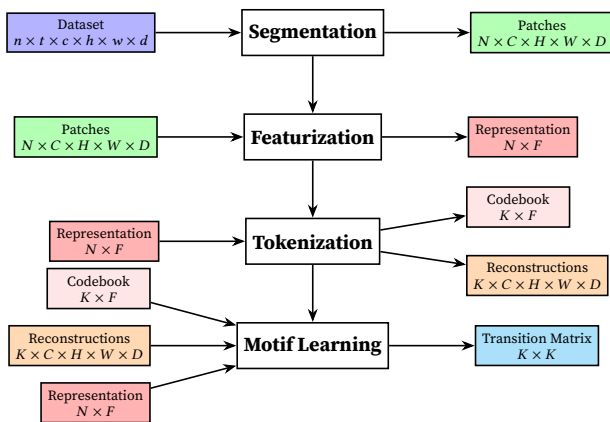 Dataset
n × t × c × h × w × d
Segmentation
Patches
N × C × H × W × D
Patches
N × C × H × W × D
Featurization
Representation
N × F
Codebook
K × F
Representation
N × F
Tokenization
Reconstructions
K × C × H × W × D
Codebook
K × F
Reconstructions
K × C × H × W × D
Motif Learning
Transition Matrix
K × K
Representation
N × F